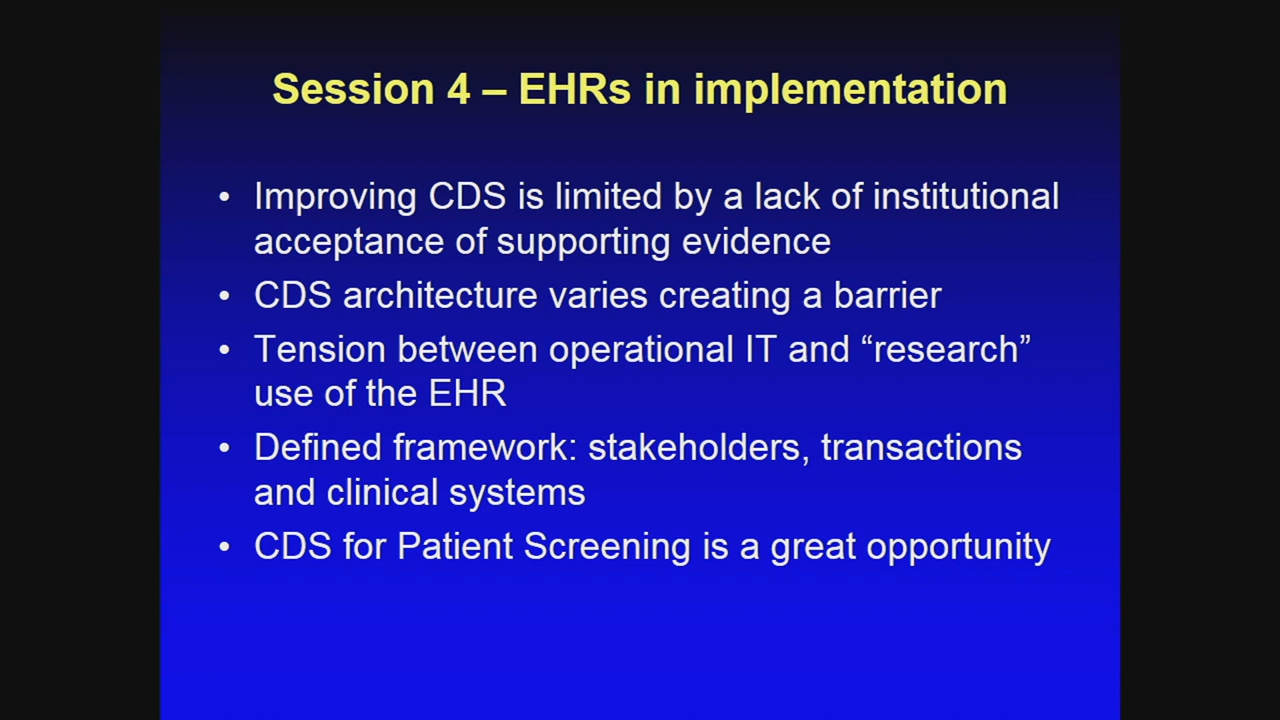 Session 4 – EHRs in implementation
• Improving CDS is limited by a lack of institutional
acceptance of supporting evidence
• CDS architecture varies creating a barrier
• Tension between operational IT and “research”
use of the EHR
• Defined framework: stakeholders, transactions
and clinical systems
• CDS for Patient Screening is a great opportunity